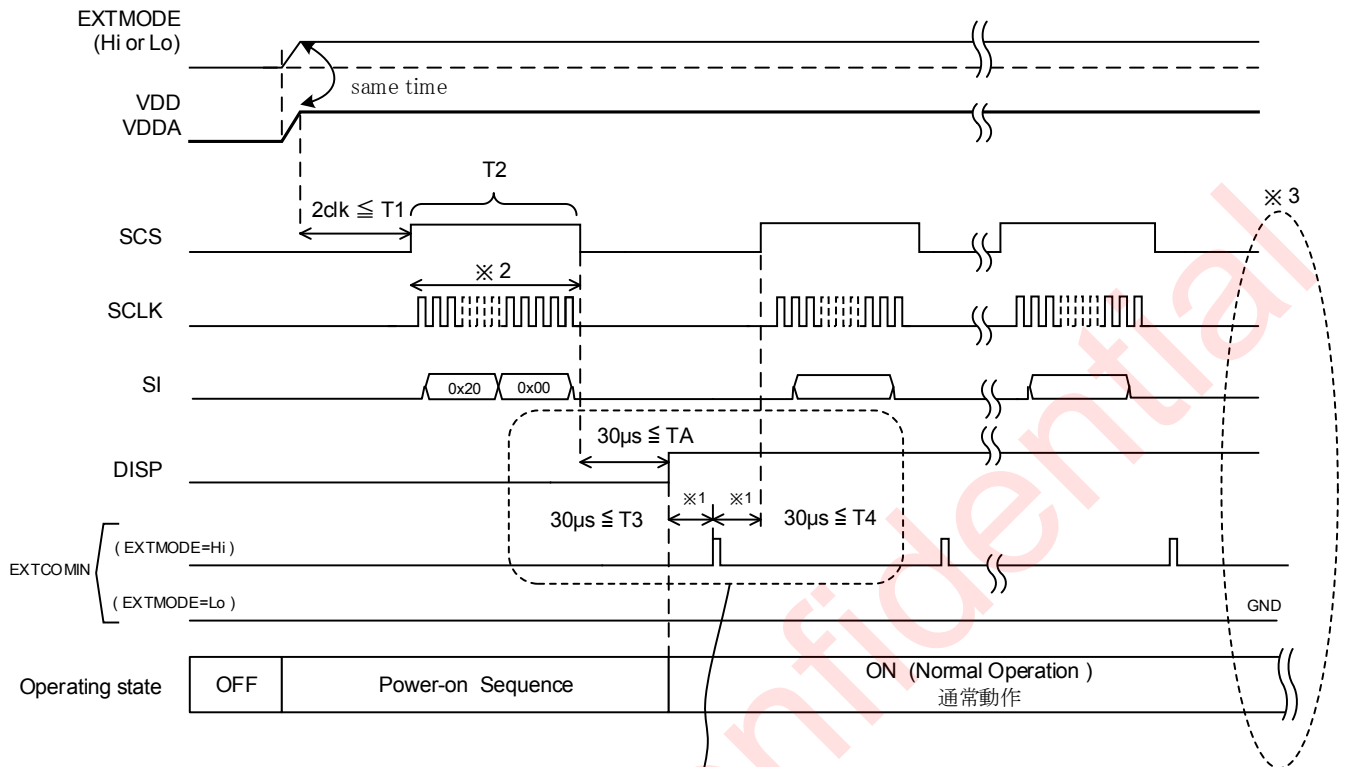 EXTMODE
(Hi or Lo)
same time
VDD
VDDA
T2
2clk ≦ T1
※ 3
SCS
※ 2
SCLK
SI
0x20
0x00
30µs ≦ TA
DISP
※1
※1
30µs ≦ T3
30µs ≦ T4
EXTCOMIN
( EXTMODE=Hi )
( EXTMODE=Lo )
GND
Operating state
OFF
Power-on Sequence
ON (Normal Operation )
通常動作